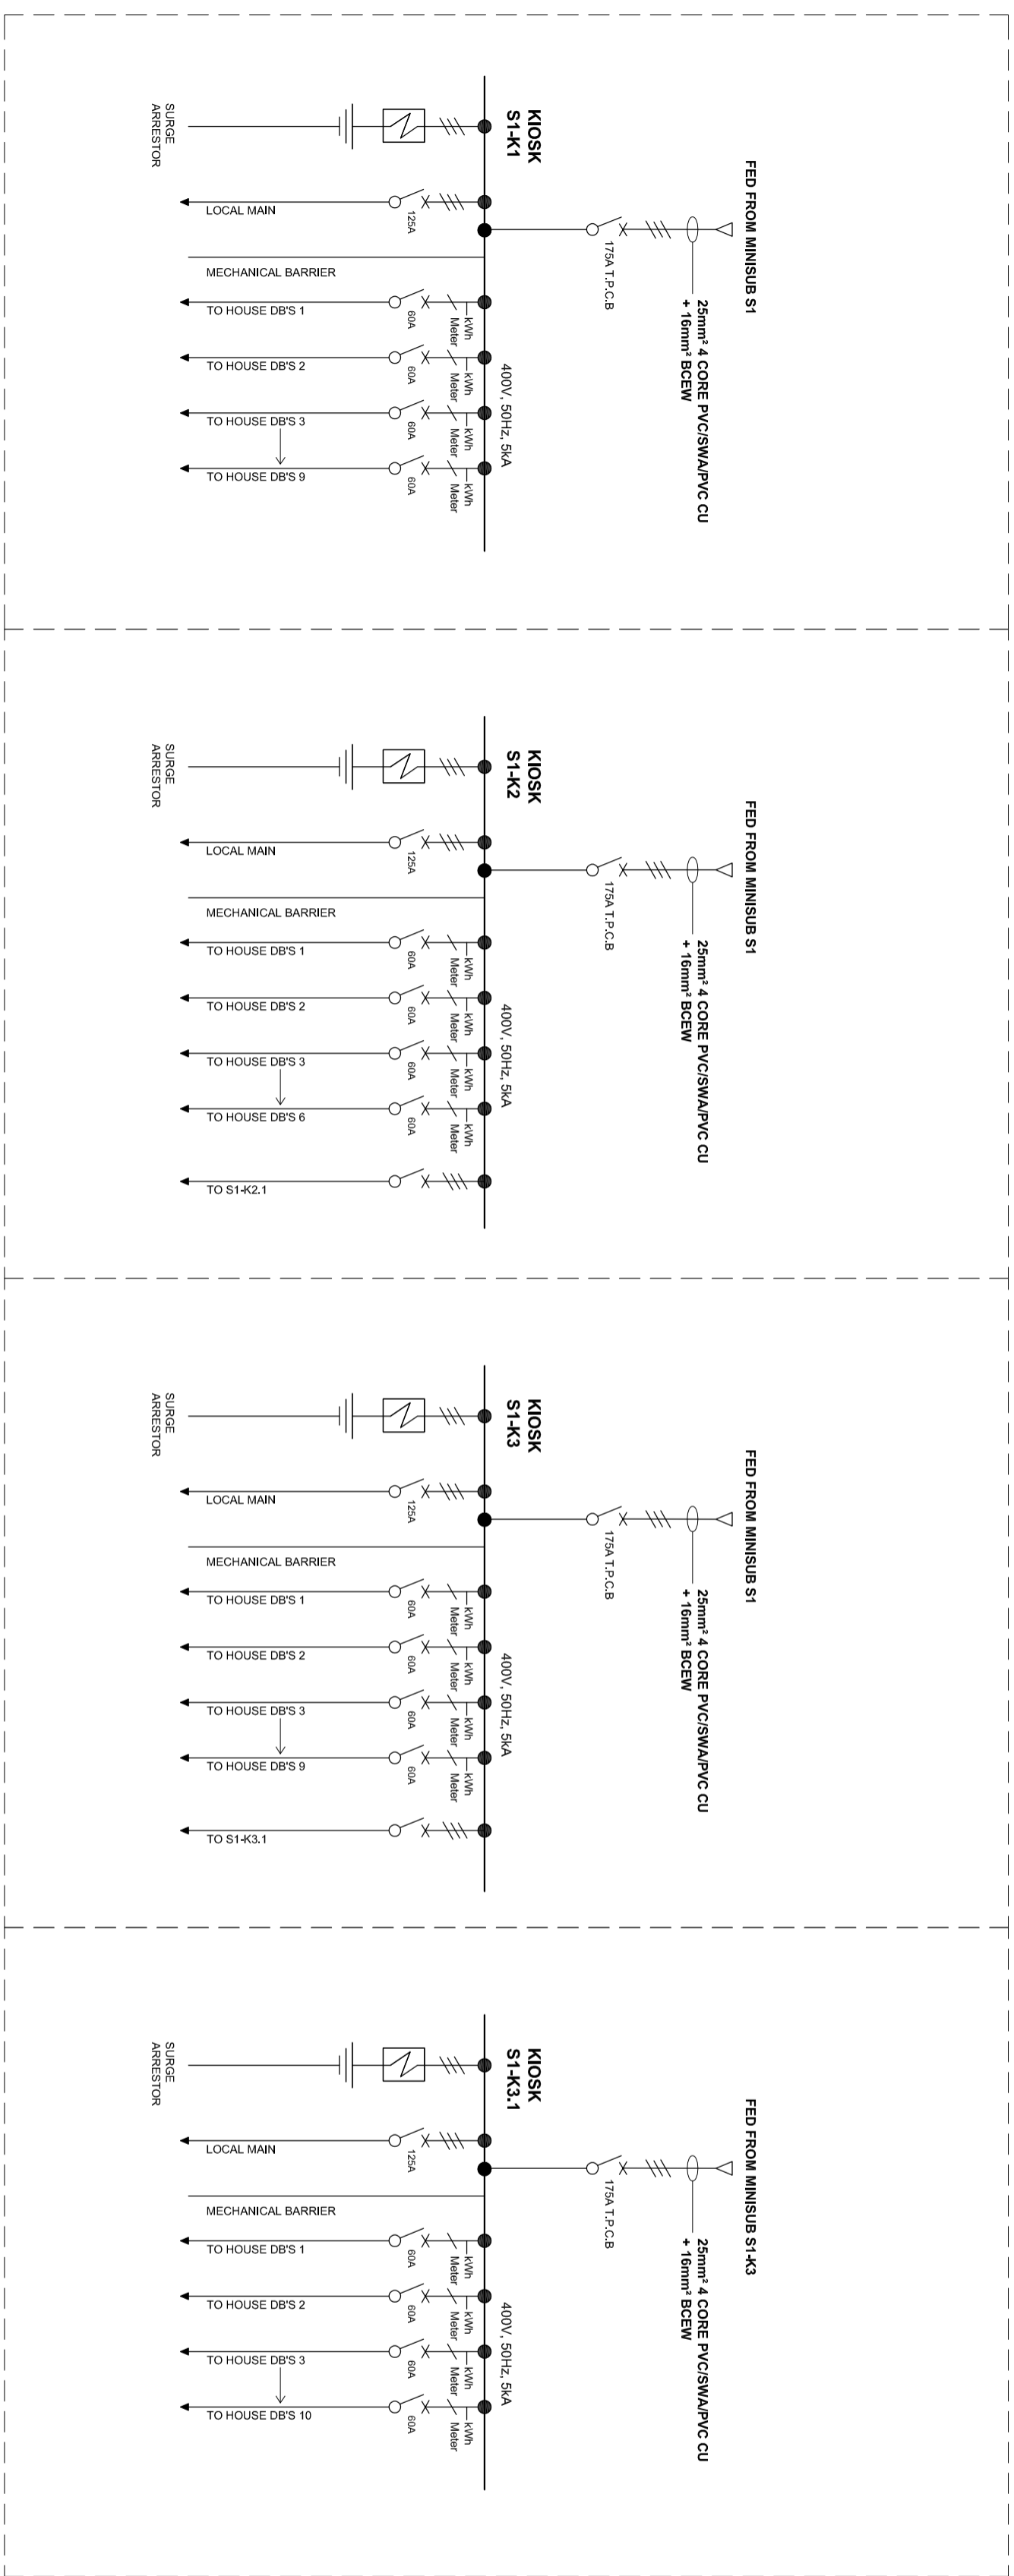 FED FROM MINISUB S1
25mm² 4 CORE PVC/SWA/PVC CU
+ 16mm² BCEW
175A T.P.C.B
KIOSK
S1-K1
400V, 50Hz, 5kA
kWh
Meter
kWh
Meter
kWh
Meter
kWh
Meter
125A
60A
60A
60A
60A
SURGE
ARRESTOR
LOCAL MAIN
MECHANICAL BARRIER
TO HOUSE DB'S 1
TO HOUSE DB'S 2
TO HOUSE DB'S 3
TO HOUSE DB'S 9
FED FROM MINISUB S1
25mm² 4 CORE PVC/SWA/PVC CU
+ 16mm² BCEW
175A T.P.C.B
KIOSK
S1-K2
400V, 50Hz, 5kA
kWh
Meter
kWh
Meter
kWh
Meter
kWh
Meter
125A
60A
60A
60A
60A
SURGE
ARRESTOR
LOCAL MAIN
MECHANICAL BARRIER
TO HOUSE DB'S 1
TO HOUSE DB'S 2
TO HOUSE DB'S 3
TO HOUSE DB'S 6
TO S1-K2.1
FED FROM MINISUB S1
25mm² 4 CORE PVC/SWA/PVC CU
+ 16mm² BCEW
175A T.P.C.B
KIOSK
S1-K3
400V, 50Hz, 5kA
kWh
Meter
kWh
Meter
kWh
Meter
kWh
Meter
125A
60A
60A
60A
60A
SURGE
ARRESTOR
LOCAL MAIN
MECHANICAL BARRIER
TO HOUSE DB'S 1
TO HOUSE DB'S 2
TO HOUSE DB'S 3
TO HOUSE DB'S 9
TO S1-K3.1
FED FROM MINISUB S1-K3
25mm² 4 CORE PVC/SWA/PVC CU
+ 16mm² BCEW
175A T.P.C.B
KIOSK
S1-K3.1
400V, 50Hz, 5kA
kWh
Meter
kWh
Meter
kWh
Meter
kWh
Meter
125A
60A
60A
60A
60A
SURGE
ARRESTOR
LOCAL MAIN
MECHANICAL BARRIER
TO HOUSE DB'S 1
TO HOUSE DB'S 2
TO HOUSE DB'S 3
TO HOUSE DB'S 10